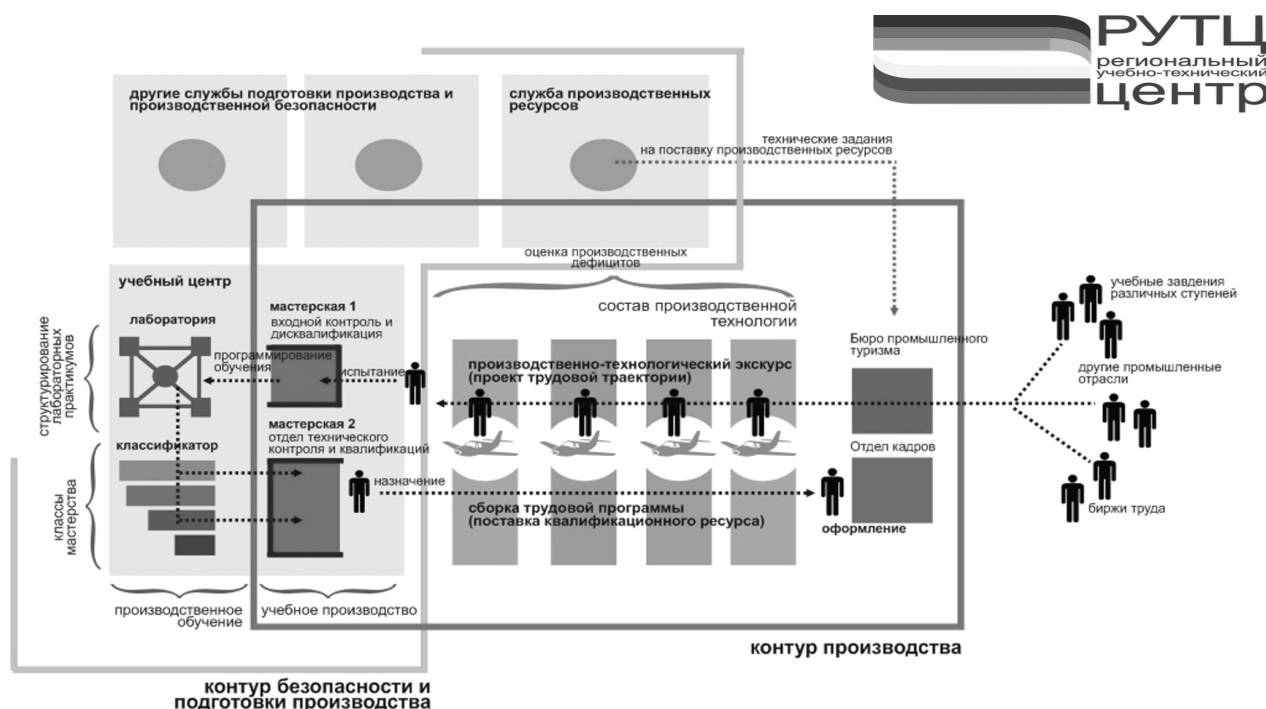 РУТЦ
региональный
учебно-технический
центр
другие службы подготовки производства и
производственной безопасности
служба производственных
ресурсов
технические задания
на поставку производственных ресурсов
оценка производственных
дефицитов
учебный центр
состав производственной
технологии
учебные завдения
различных ступеней
лаборатория
мастерская 1
входной контроль и
дисквалификация
структурирование
лабораторных
практикумов
программирование
обучения
испытание
производственно-технологический экскурс
(проект трудовой траектории)
Бюро промышленного
туризма
другие промышленные
отрасли
мастерская 2
отдел технического
контроля и квалификаций
классификатор
Отдел кадров
назначение
классы
мастерства
сборка трудовой программы
(поставка квалификационного ресурса)
оформление
биржи труда
производственное
обучение
учебное производство
контур производства
контур безопасности и
подготовки производства